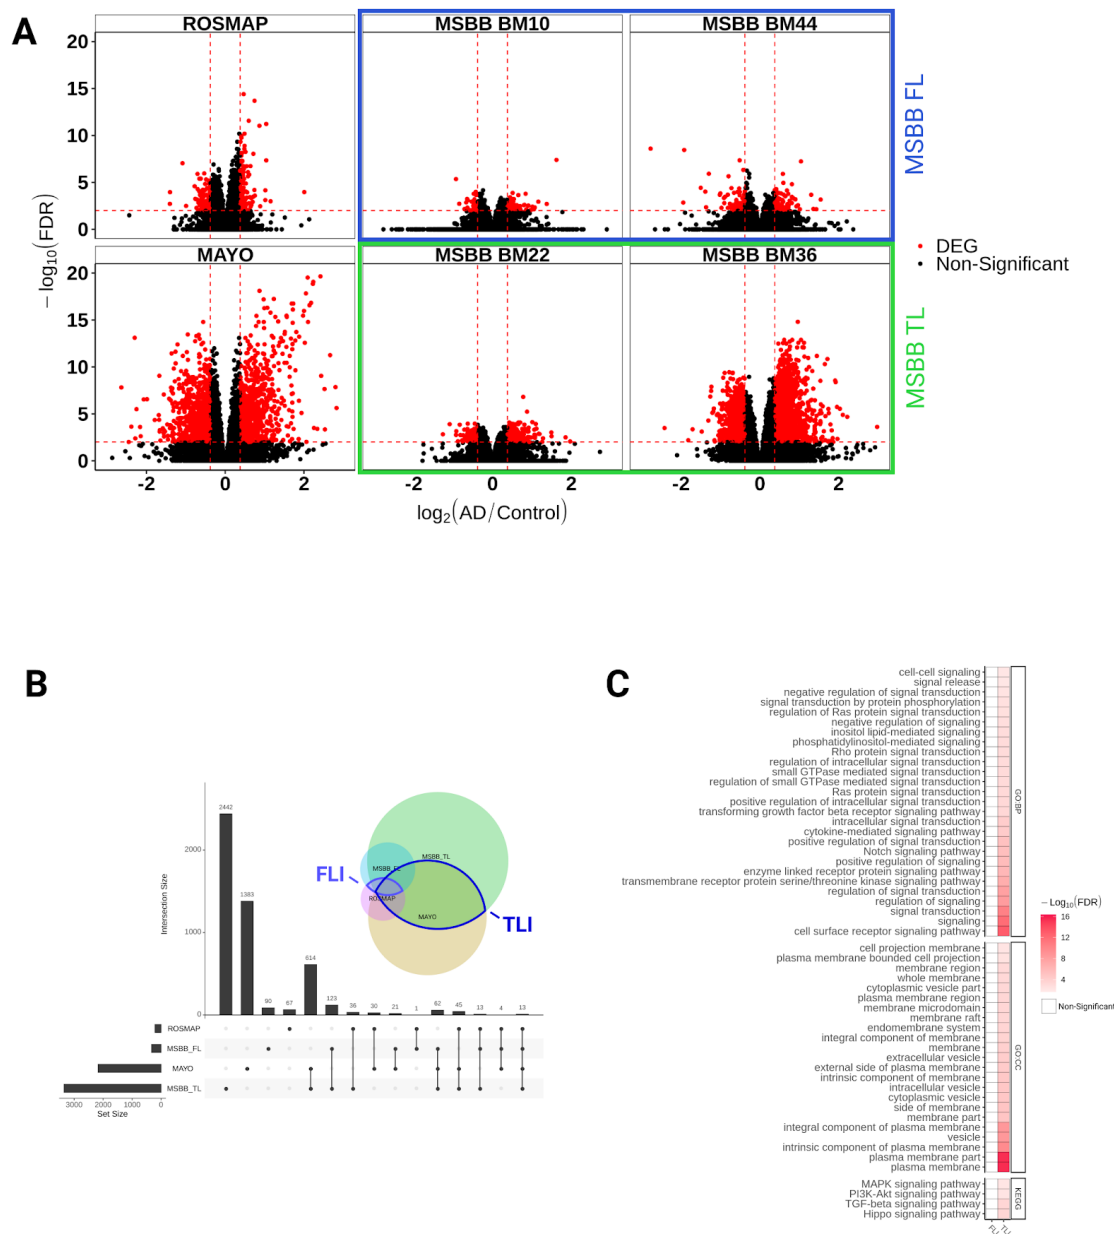 A
ROSMAP
MSBB BM10
MSBB BM44
20
15
10
5
0
MSBB FL
MAYO
MSBB BM22
MSBB BM36
20
15
10
5
0
MSBB TL
−log10(FDR)
DEG
Non-Significant
-2 0 2 -2 0 2 -2 0 2
log2(AD/Control)
B
2442
1383
90
67
614
123
36
30
21
1
62
45
13
4
13
2000
1000
0
Intersection Size
MSBB_TL
MSBB_FL
ROSMAP
MAYO
FLI
TLI
ROSMAP
MSBB_FL
MAYO
MSBB_TL
3000 2000 1000 0
Set Size
C
cell-cell signaling
signal release
negative regulation of signal transduction
signal transduction by protein phosphorylation
regulation of Ras protein signal transduction
negative regulation of signaling
inositol lipid-mediated signaling
phosphatidylinositol-mediated signaling
Rho protein signal transduction
regulation of intracellular signal transduction
small GTPase mediated signal transduction
regulation of small GTPase mediated signal transduction
Ras protein signal transduction
positive regulation of intracellular signal transduction
transforming growth factor beta receptor signaling pathway
intracellular signal transduction
cytokine-mediated signaling pathway
positive regulation of signal transduction
Notch signaling pathway
positive regulation of signaling
enzyme linked receptor protein signaling pathway
transmembrane receptor protein serine/threonine kinase signaling pathway
regulation of signal transduction
regulation of signaling
signal transduction
signaling
cell surface receptor signaling pathway
GO:BP
cell projection membrane
plasma membrane bounded cell projection
membrane region
whole membrane
cytoplasmic vesicle part
plasma membrane region
membrane microdomain
membrane raft
endomembrane system
integral component of membrane
membrane
extracellular vesicle
external side of plasma membrane
intrinsic component of membrane
intracellular vesicle
cytoplasmic vesicle
side of membrane
membrane part
integral component of plasma membrane
vesicle
intrinsic component of plasma membrane
plasma membrane part
plasma membrane
GO:CC
MAPK signaling pathway
PI3K-Akt signaling pathway
TGF-beta signaling pathway
Hippo signaling pathway
KEGG
−Log10(FDR)
16
12
8
4
Non-Significant